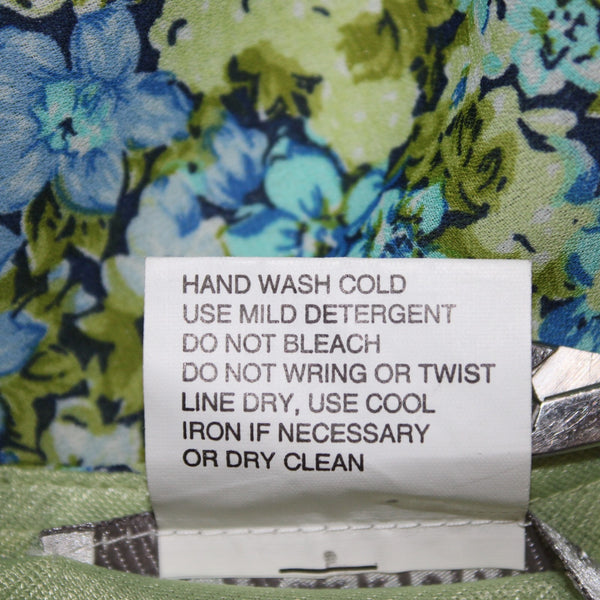 HAND WASH COLD
USE MILD DETERGENT
DO NOT BLEACH
DO NOT WRING OR TWIST
LINE DRY, USE COOL
IRON IF NECESSARY
OR DRY CLEAN